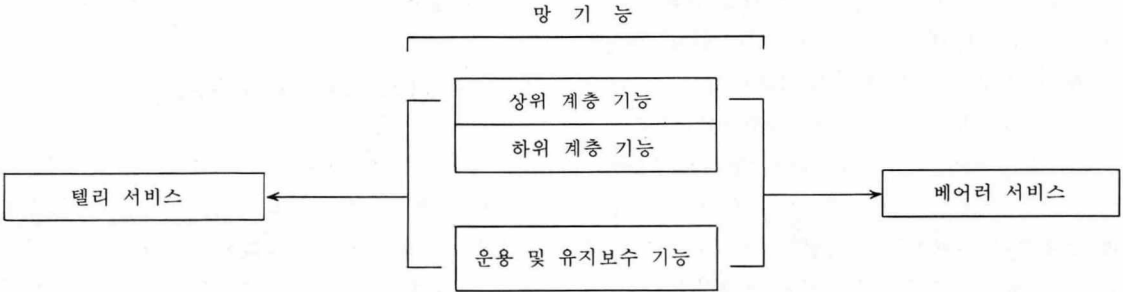 망 기 능
상위 계층 기능
하위 계층 기능
텔리 서비스
베어러 서비스
운용 및 유지보수 기능